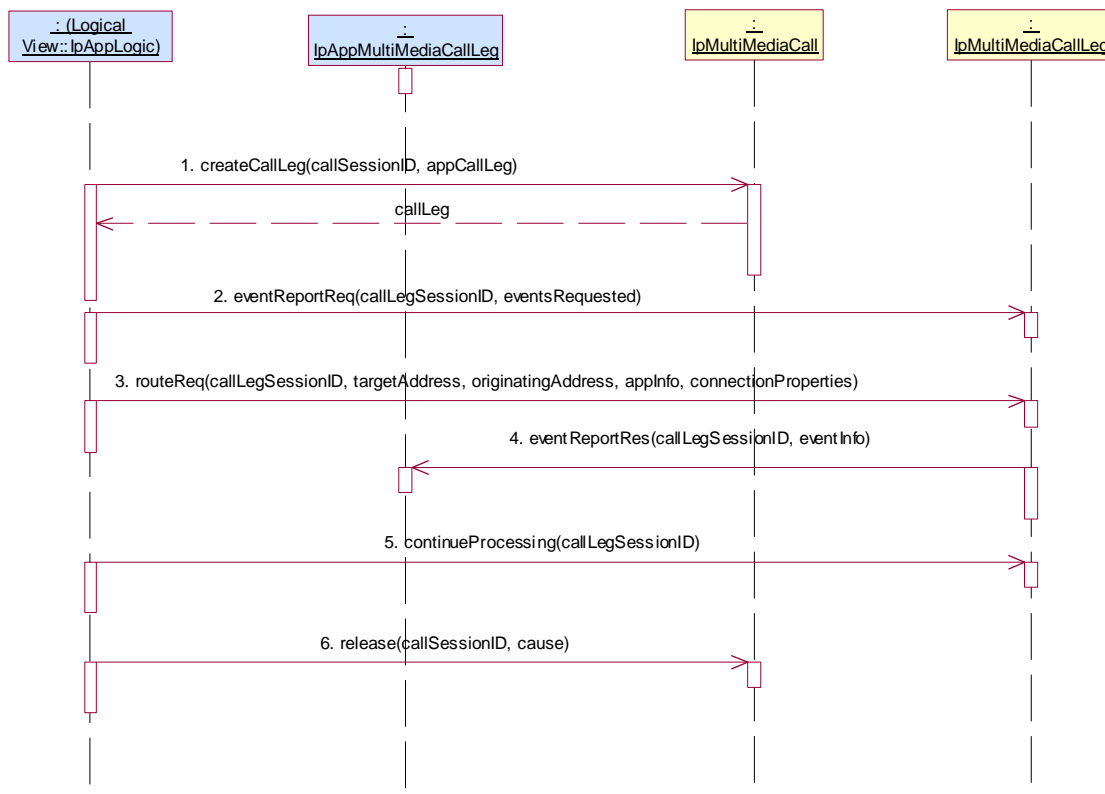 : (Logical
View::IpAppLogic)
:
IpAppMultiMediaCallLeg
:
IpMultiMediaCall
:
IpMultiMediaCallLeg
1. createCallLeg(callSessionID, appCallLeg)
callLeg
2. eventReportReq(callLegSessionID, eventsRequested)
3. routeReq(callLegSessionID, targetAddress, originatingAddress, appInfo, connectionProperties)
4. eventReportRes(callLegSessionID, eventInfo)
5. continueProcessing(callLegSessionID)
6. release(callSessionID, cause)